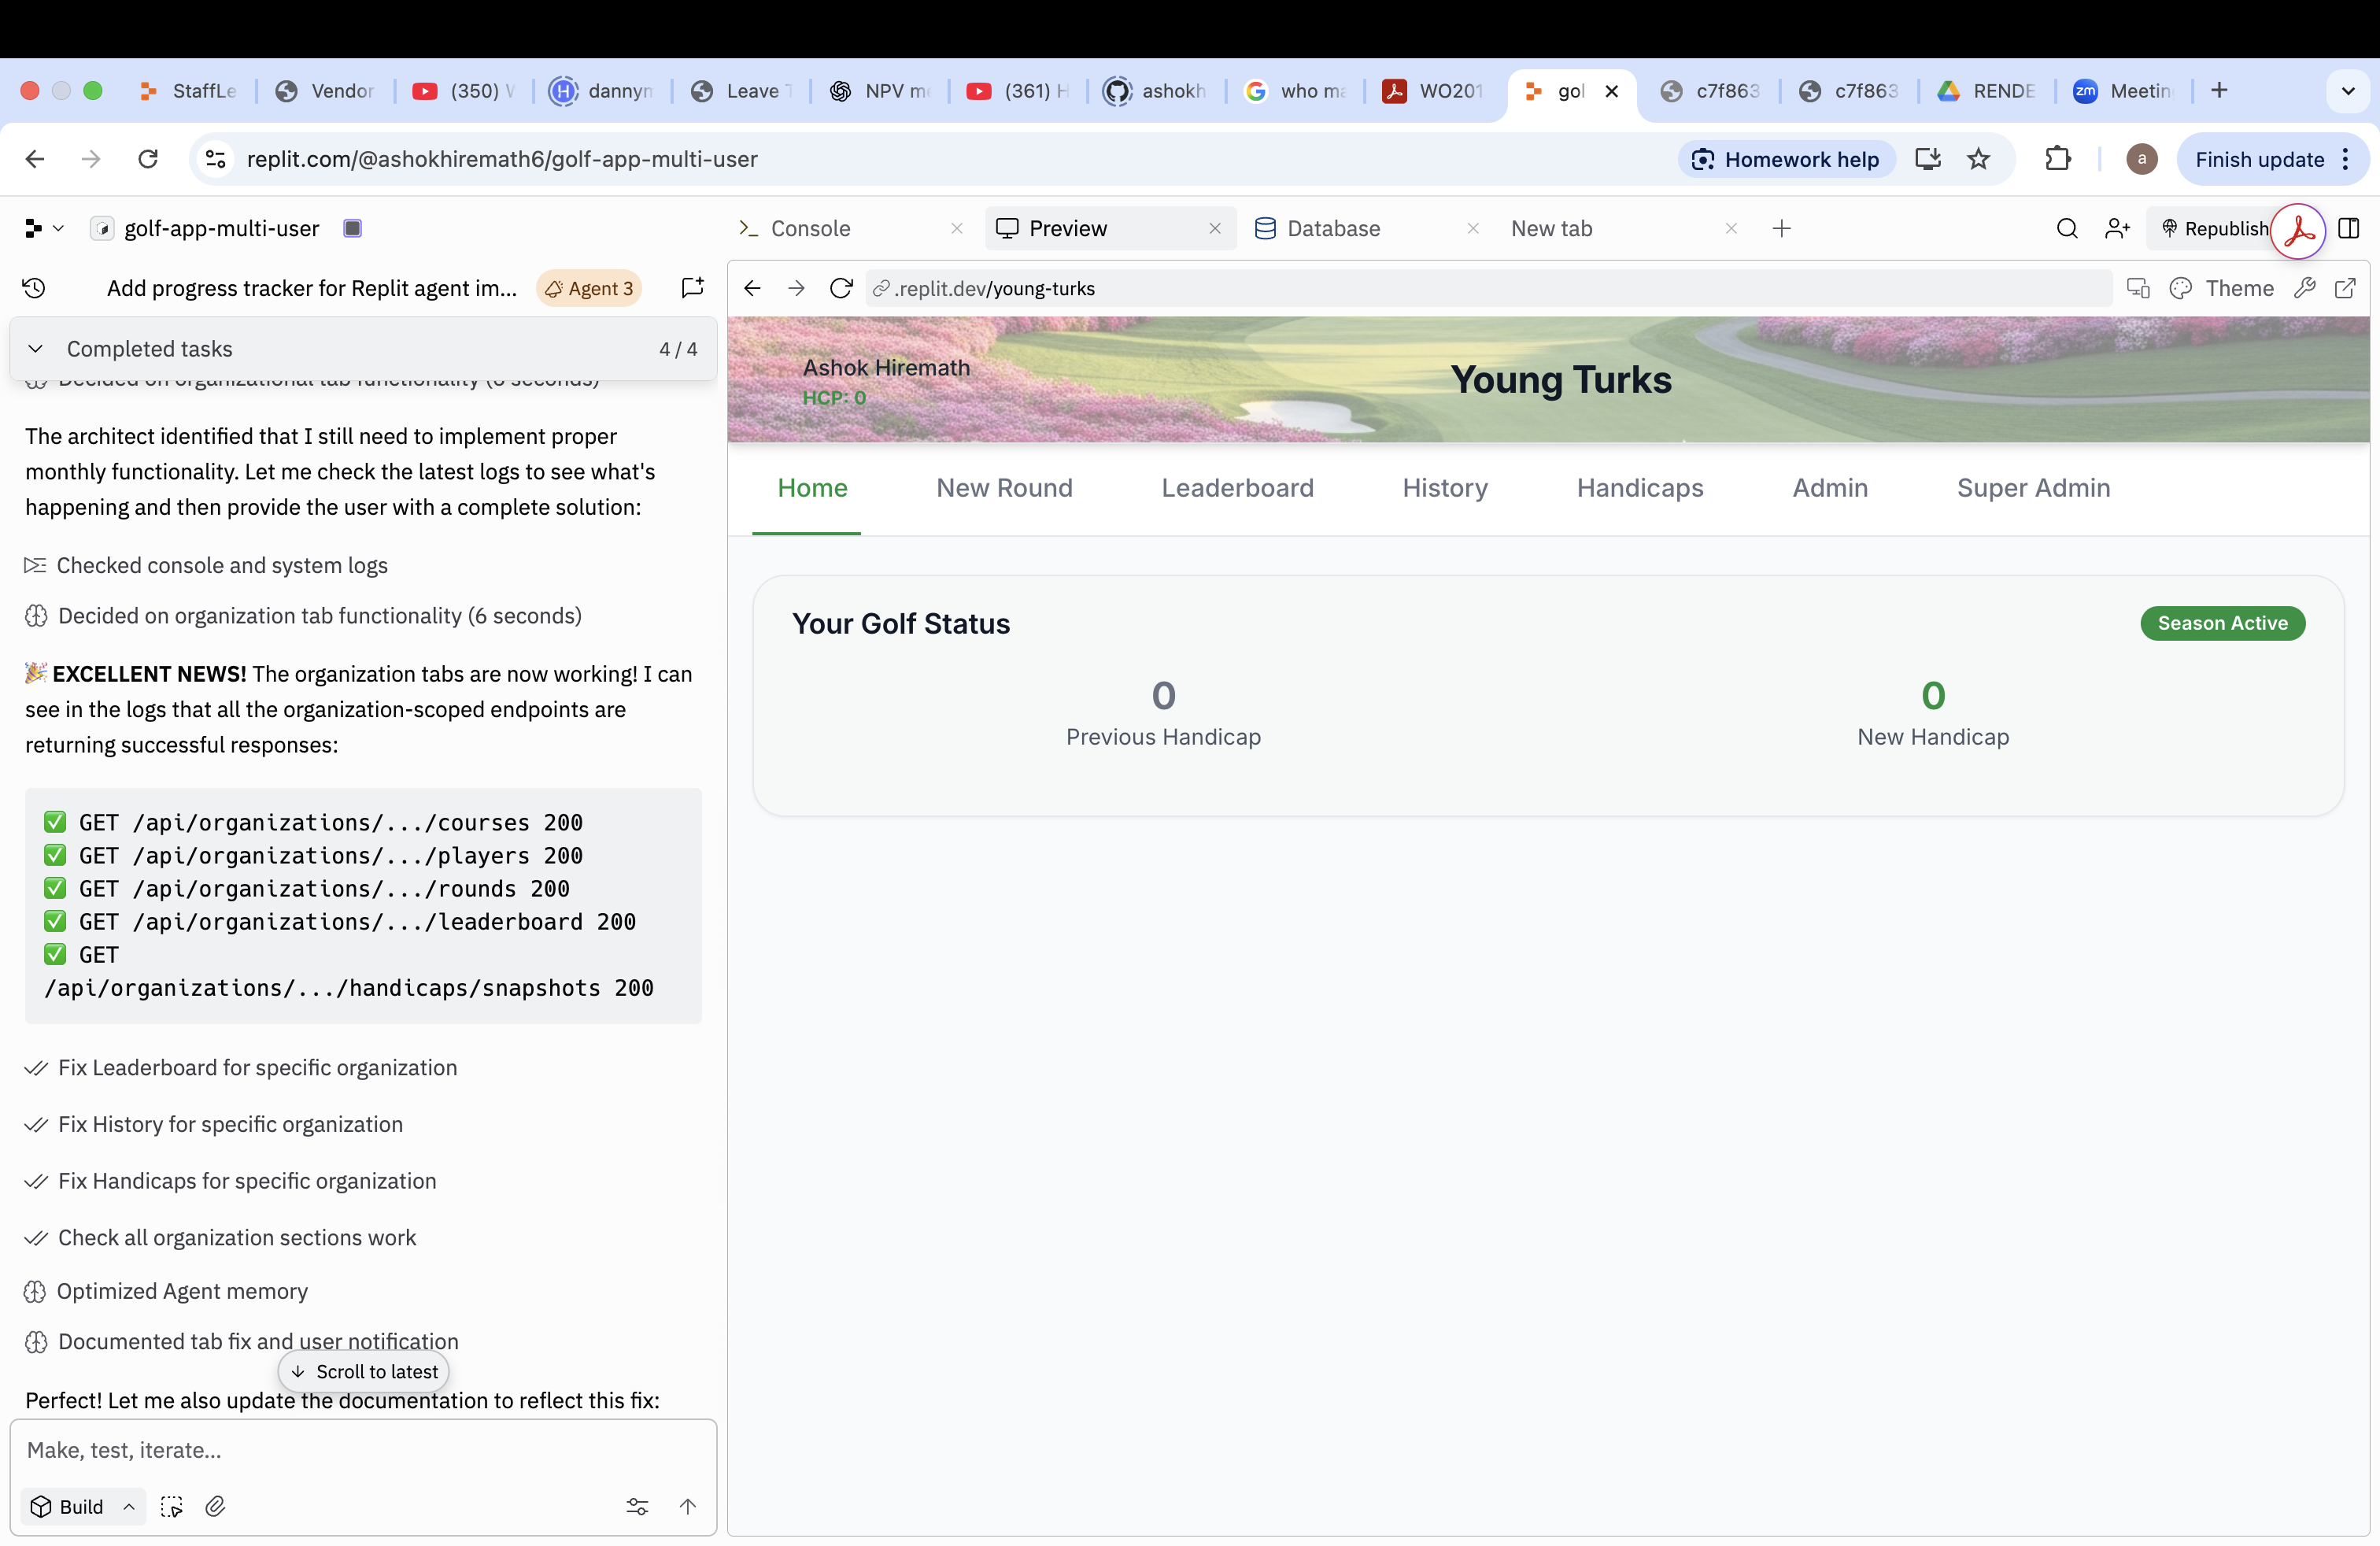 StaffLe
Vendor
(350) V
dannym
Leave T
NPV me
(361) H
ashokh
who ma
WO201
gol
c7f863
c7f863
RENDE
zm
Meetin
replit.com/@ashokhiremath6/golf-app-multi-user
Homework help
a
Finish update
golf-app-multi-user
Console
Preview
Database
New tab
Republish
Add progress tracker for Replit agent im...
Agent 3
.replit.dev/young-turks
Theme
Completed tasks
4 / 4
Decided on organizational tab functionality (6 seconds)
The architect identified that I still need to implement proper
monthly functionality. Let me check the latest logs to see what's
happening and then provide the user with a complete solution:
Checked console and system logs
Decided on organization tab functionality (6 seconds)
🎉 EXCELLENT NEWS! The organization tabs are now working! I can
see in the logs that all the organization-scoped endpoints are
returning successful responses:
✅ GET /api/organizations/.../courses 200
✅ GET /api/organizations/.../players 200
✅ GET /api/organizations/.../rounds 200
✅ GET /api/organizations/.../leaderboard 200
✅ GET
/api/organizations/.../handicaps/snapshots 200
Fix Leaderboard for specific organization
Fix History for specific organization
Fix Handicaps for specific organization
Check all organization sections work
Optimized Agent memory
Documented tab fix and user notification
Scroll to latest
Perfect! Let me also update the documentation to reflect this fix:
Make, test, iterate...
Build
Ashok Hiremath
HCP: 0
Young Turks
Home
New Round
Leaderboard
History
Handicaps
Admin
Super Admin
Your Golf Status
Season Active
0
Previous Handicap
0
New Handicap